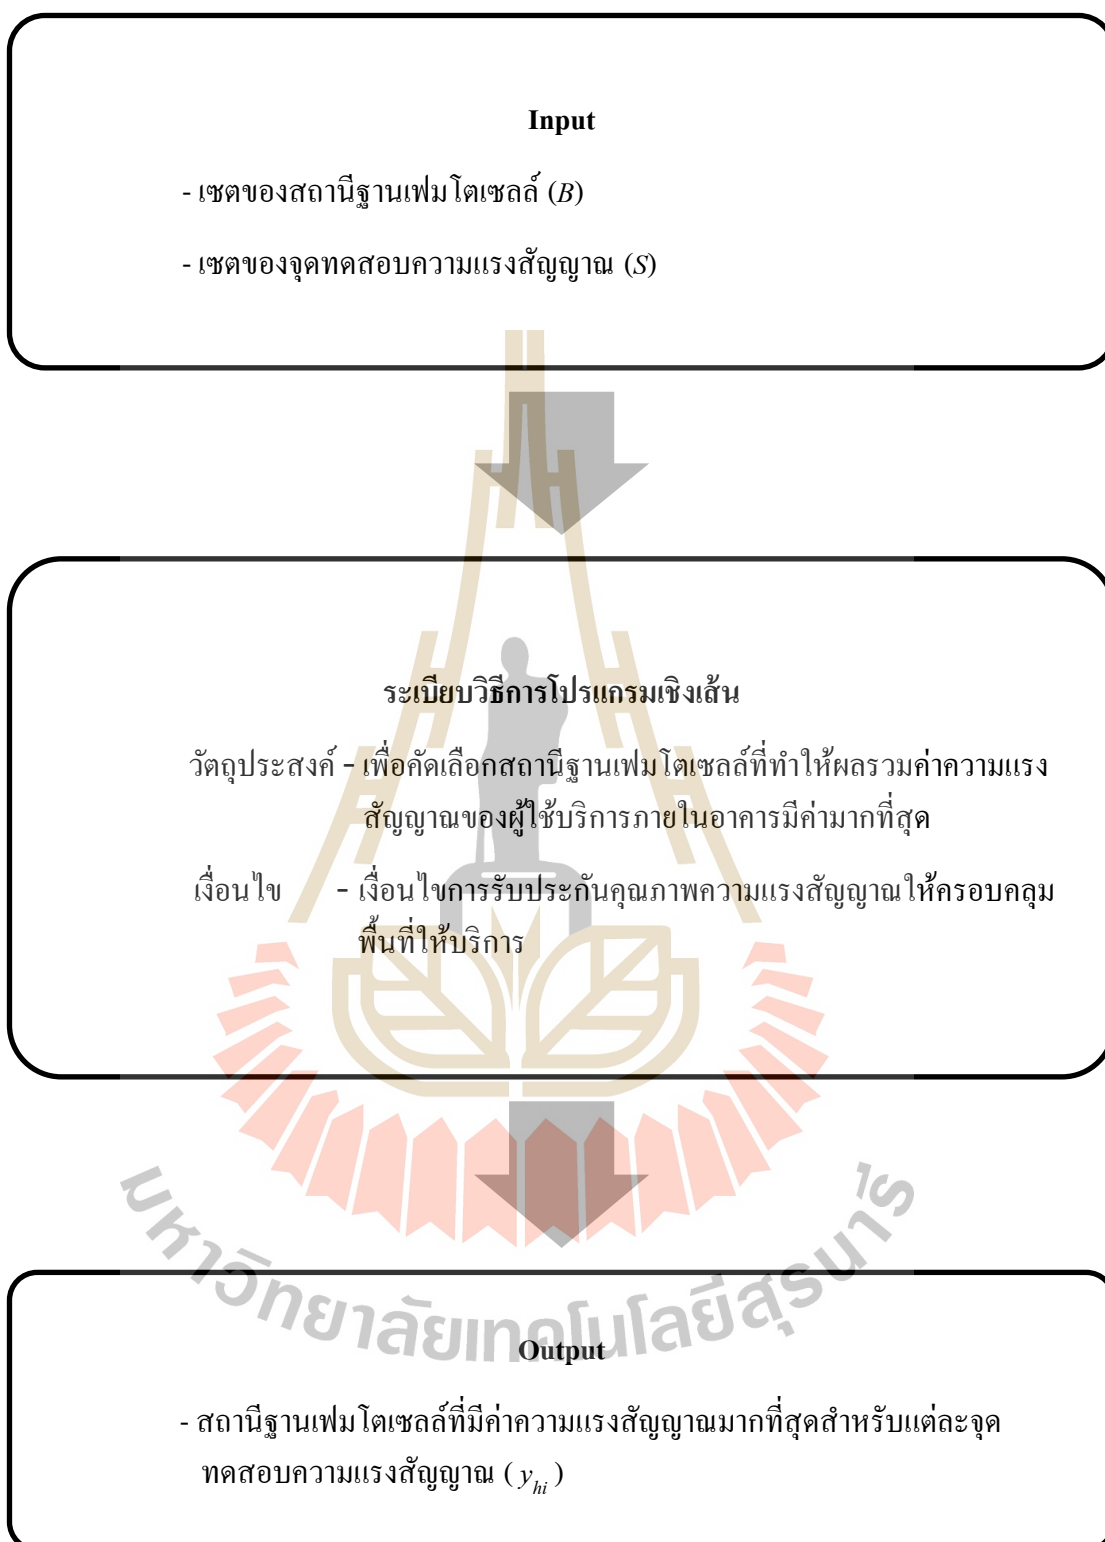 Input
- เซตของสถานีฐานเฟมโตเซลล์ (B)
- เซตของจุดทดสอบความแรงสัญญาณ (S)
ระเบียบวิธีการโปรแกรมเชิงเส้น
วัตถุประสงค์ - เพื่อคัดเลือกสถานีฐานเฟมโตเซลล์ที่ทำให้ผลรวมค่าความแรง
สัญญาณของผู้ใช้บริการภายในอาคารมีค่ามากที่สุด
เงื่อนไข - เงื่อนไขการรับประกันคุณภาพความแรงสัญญาณให้ครอบคลุม
พื้นที่ให้บริการ
มหาวิทยาลัยเทคโนโลยีสุรนารี
Output
- สถานีฐานเฟมโตเซลล์ที่มีค่าความแรงสัญญาณมากที่สุดสำหรับแต่ละจุด
ทดสอบความแรงสัญญาณ ( y_{hi} )